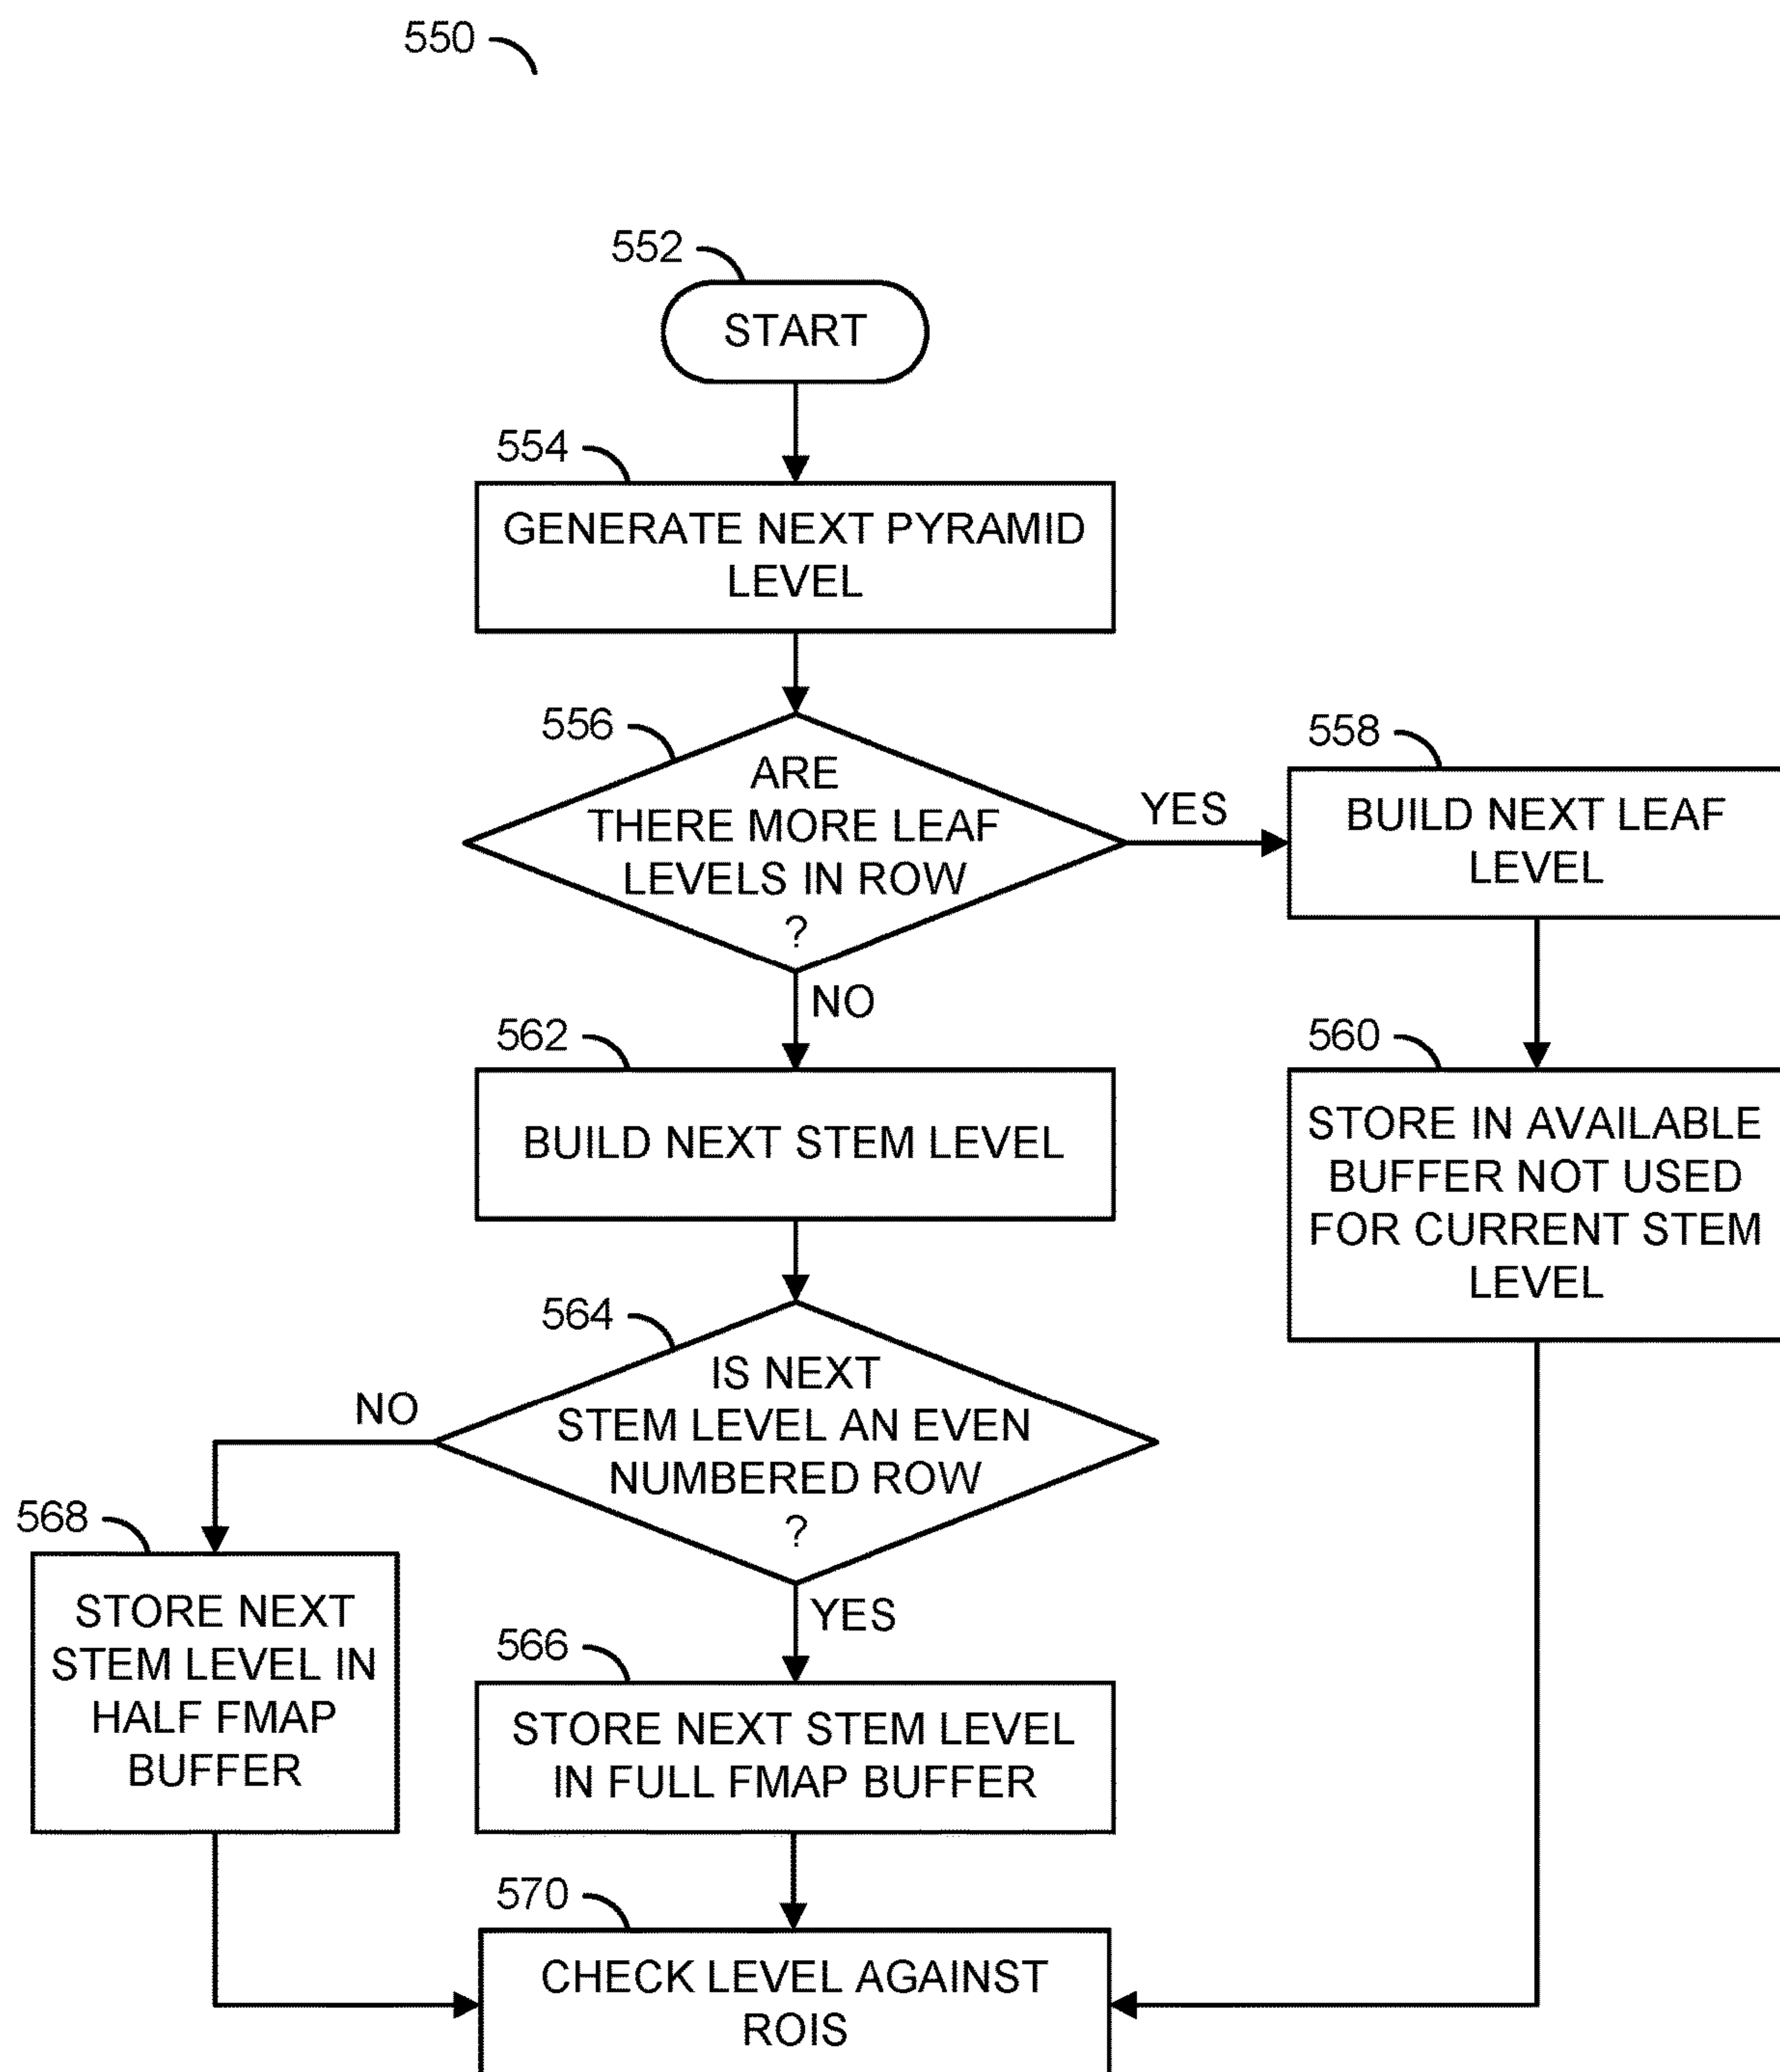 550
552
START
554
GENERATE NEXT PYRAMID
LEVEL
556
ARE
THERE MORE LEAF
LEVELS IN ROW
?
YES
558
BUILD NEXT LEAF
LEVEL
NO
562
BUILD NEXT STEM LEVEL
560
STORE IN AVAILABLE
BUFFER NOT USED
FOR CURRENT STEM
LEVEL
564
IS NEXT
STEM LEVEL AN EVEN
NUMBERED ROW
?
NO
568
STORE NEXT
STEM LEVEL IN
HALF FMAP
BUFFER
YES
566
STORE NEXT STEM LEVEL
IN FULL FMAP BUFFER
570
CHECK LEVEL AGAINST
ROIS